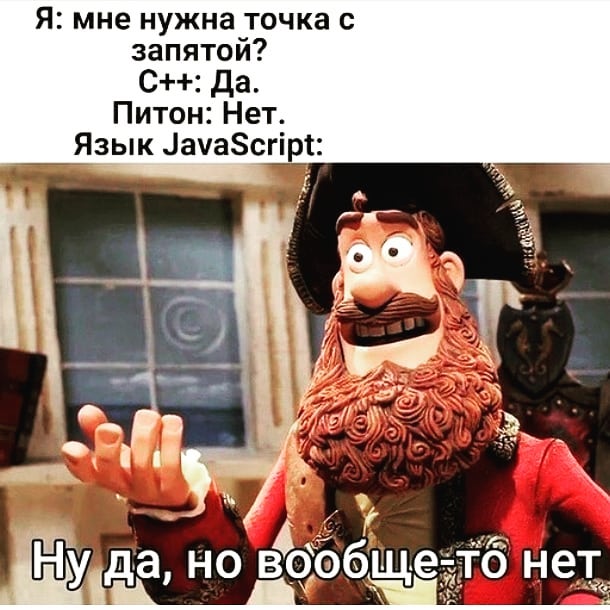 Я: мне нужна точка с
запятой?
C++: Да.
Питон: Нет.
Язык JavaScript:
©
Ну да, но вообще-то нет